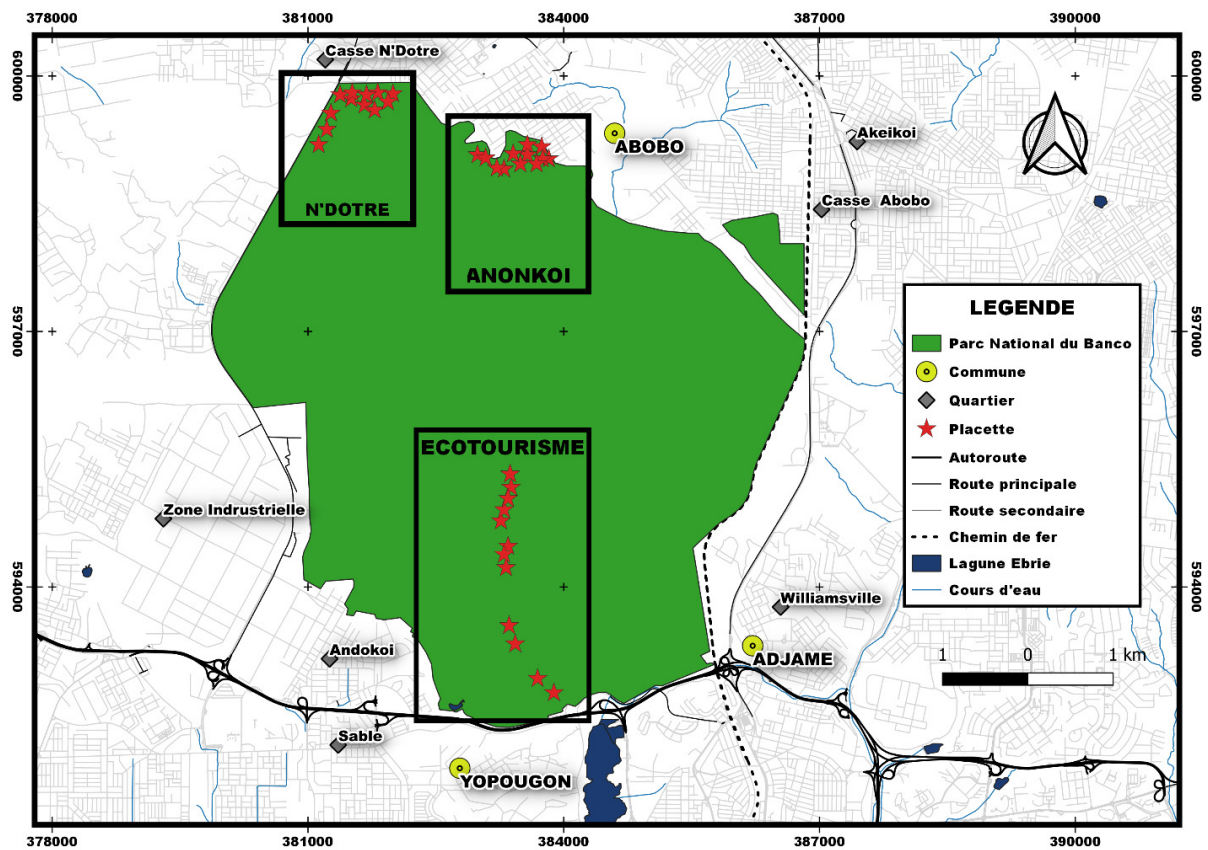 378000 381000 384000 387000 390000
600000 600000
Casse N'Dotre
ABOBO
Akeikoi
N'DOTRE
Casse Abobo
ANONKOI
LEGENDE
597000 597000
Parc National du Banco
Commune
Quartier
Placette
Autoroute
Route principale
Route secondaire
Chemin de fer
Lagune Ebrie
Cours d'eau
ECOTOURISME
Zone Indrustrielle
594000 594000
Williamsville
Andokoi
ADJAME
1 0 1 km
Sable
YOPOUGON
378000 381000 384000 387000 390000